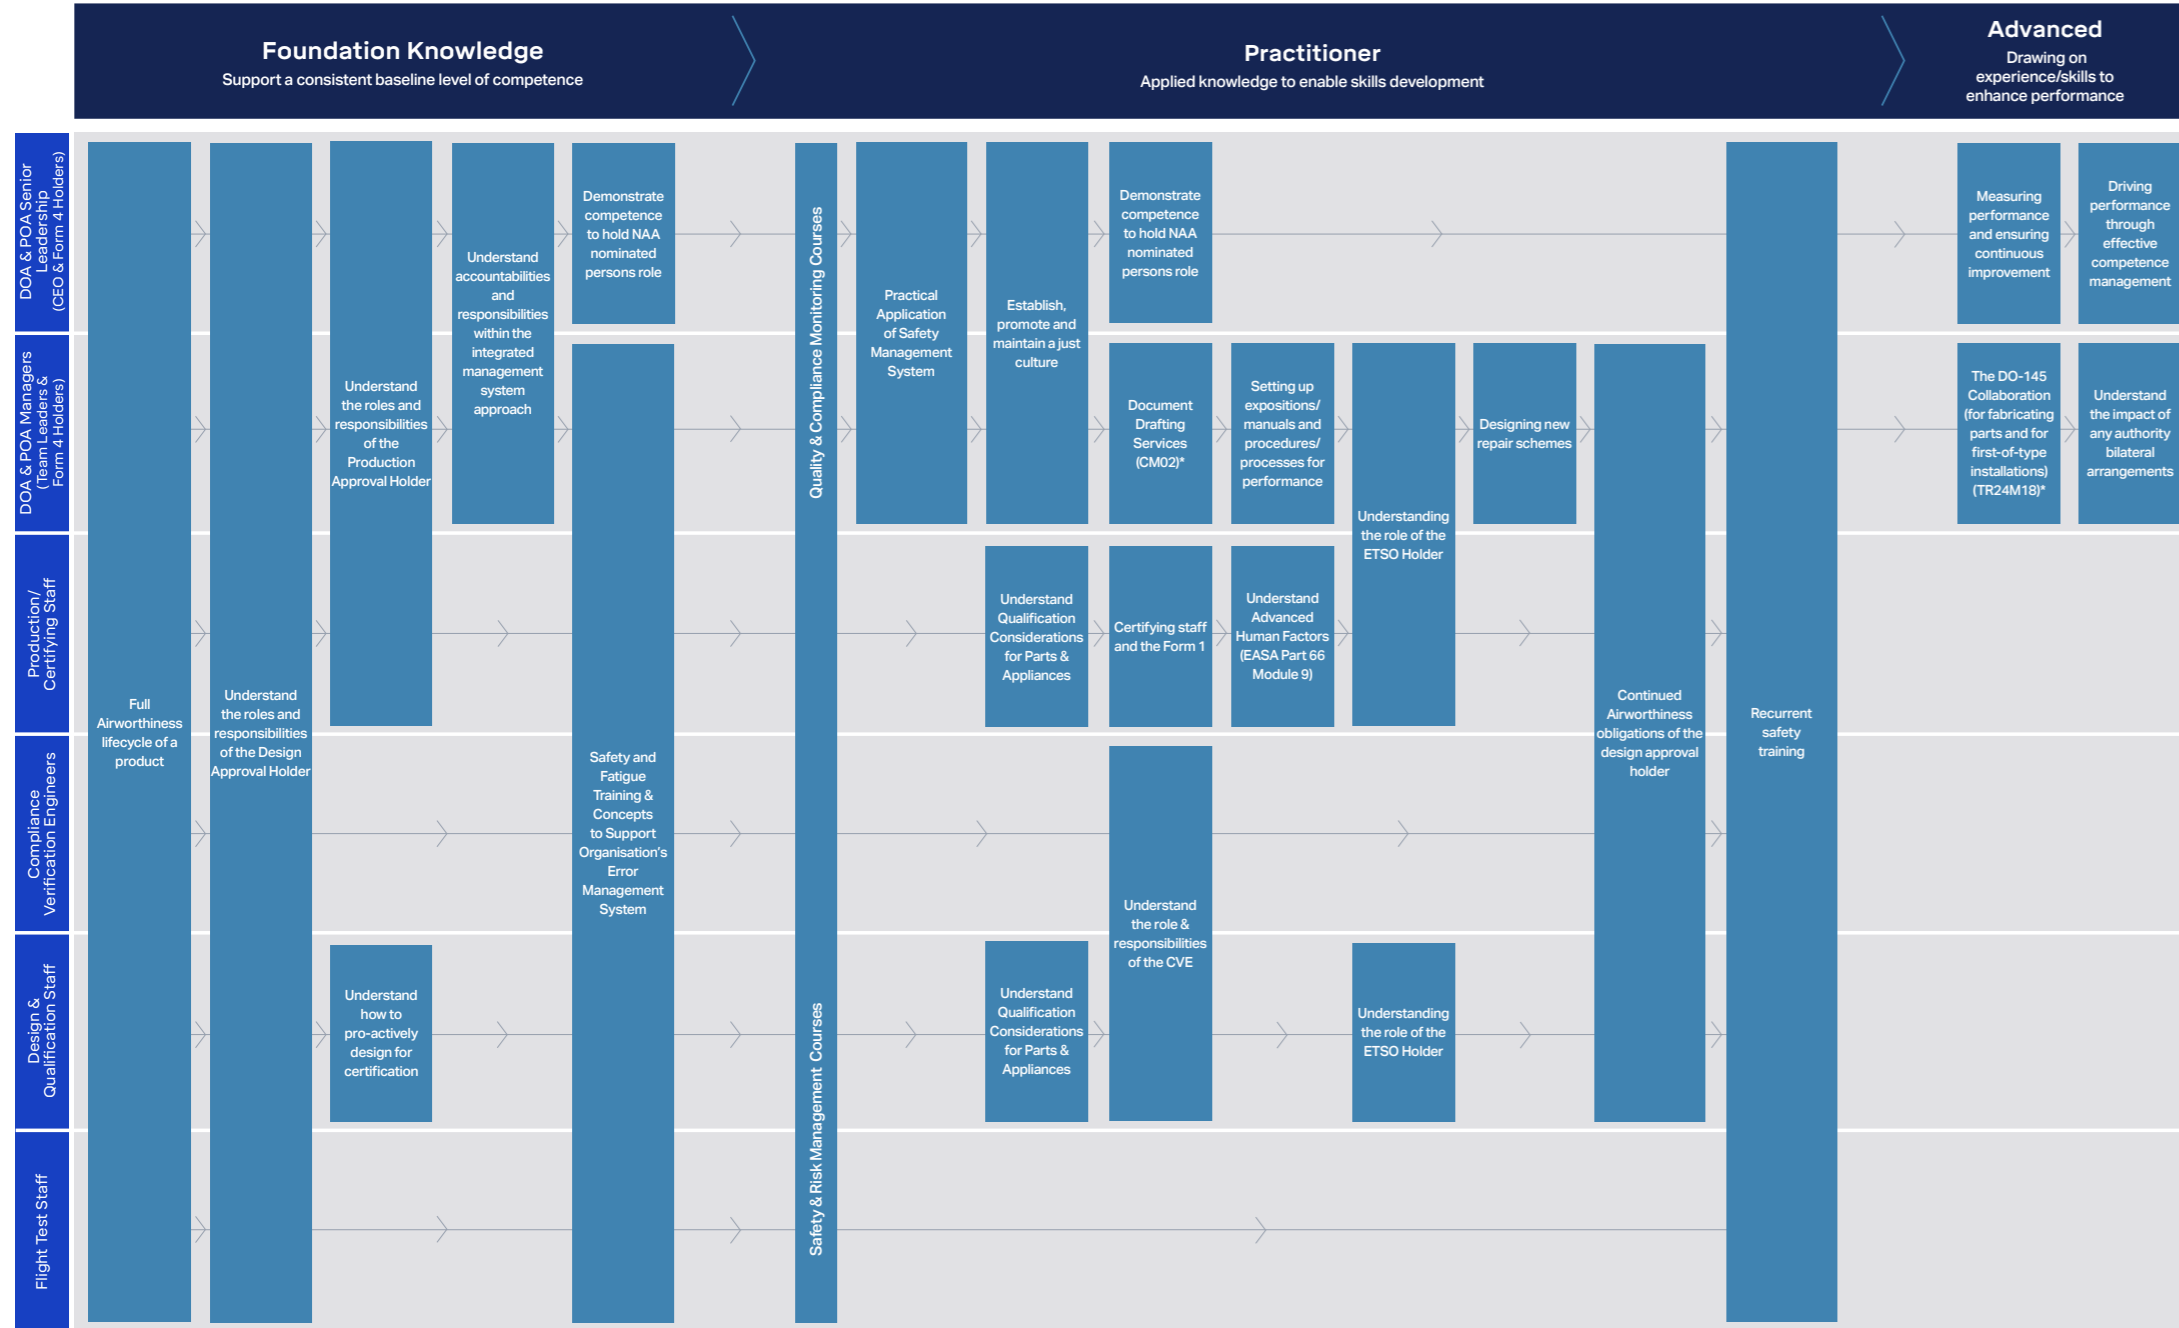 Foundation Knowledge
Support a consistent baseline level of competence
Practitioner
Applied knowledge to enable skills development
Advanced
Drawing on
experience/skills to
enhance performance
DOA & POA Senior
Leadership
(CEO & Form 4 Holders)
DOA & POA Managers
(Team Leaders &
Form 4 Holders)
Production/
Certifying Staff
Compliance
Verification Engineers
Design &
Qualification Staff
Flight Test Staff
Full
Airworthiness
lifecycle of a
product
Understand
the roles and
responsibilities
of the Design
Approval Holder
Understand
the roles and
responsibilities
of the
Production
Approval Holder
Understand
how to
pro-actively
design for
certification
Understand
accountabilities
and
responsibilities
within the
integrated
management
system
approach
Demonstrate
competence
to hold NAA
nominated
persons role
Safety and
Fatigue
Training &
Concepts
to Support
Organisation's
Error
Management
System
Quality & Compliance Monitoring Courses
Safety & Risk Management Courses
Practical
Application
of Safety
Management
System
Establish,
promote and
maintain a just
culture
Understand
Qualification
Considerations
for Parts &
Appliances
Understand
Qualification
Considerations
for Parts &
Appliances
Demonstrate
competence
to hold NAA
nominated
persons role
Document
Drafting
Services
(CM02)*
Certifying staff
and the Form 1
Understand
the role &
responsibilities
of the CVE
Setting up
expositions/
manuals and
procedures/
processes for
performance
Understand
Advanced
Human Factors
(EASA Part 66
Module 9)
Understanding
the role of the
ETSO Holder
Understanding
the role of the
ETSO Holder
Designing new
repair schemes
Continued
Airworthiness
obligations of the
design approval
holder
Recurrent
safety
training
Measuring
performance
and ensuring
continuous
improvement
Driving
performance
through
effective
competence
management
The DO-145
Collaboration
(for fabricating
parts and for
first-of-type
installations)
(TR24M18)*
Understand
the impact of
any authority
bilateral
arrangements